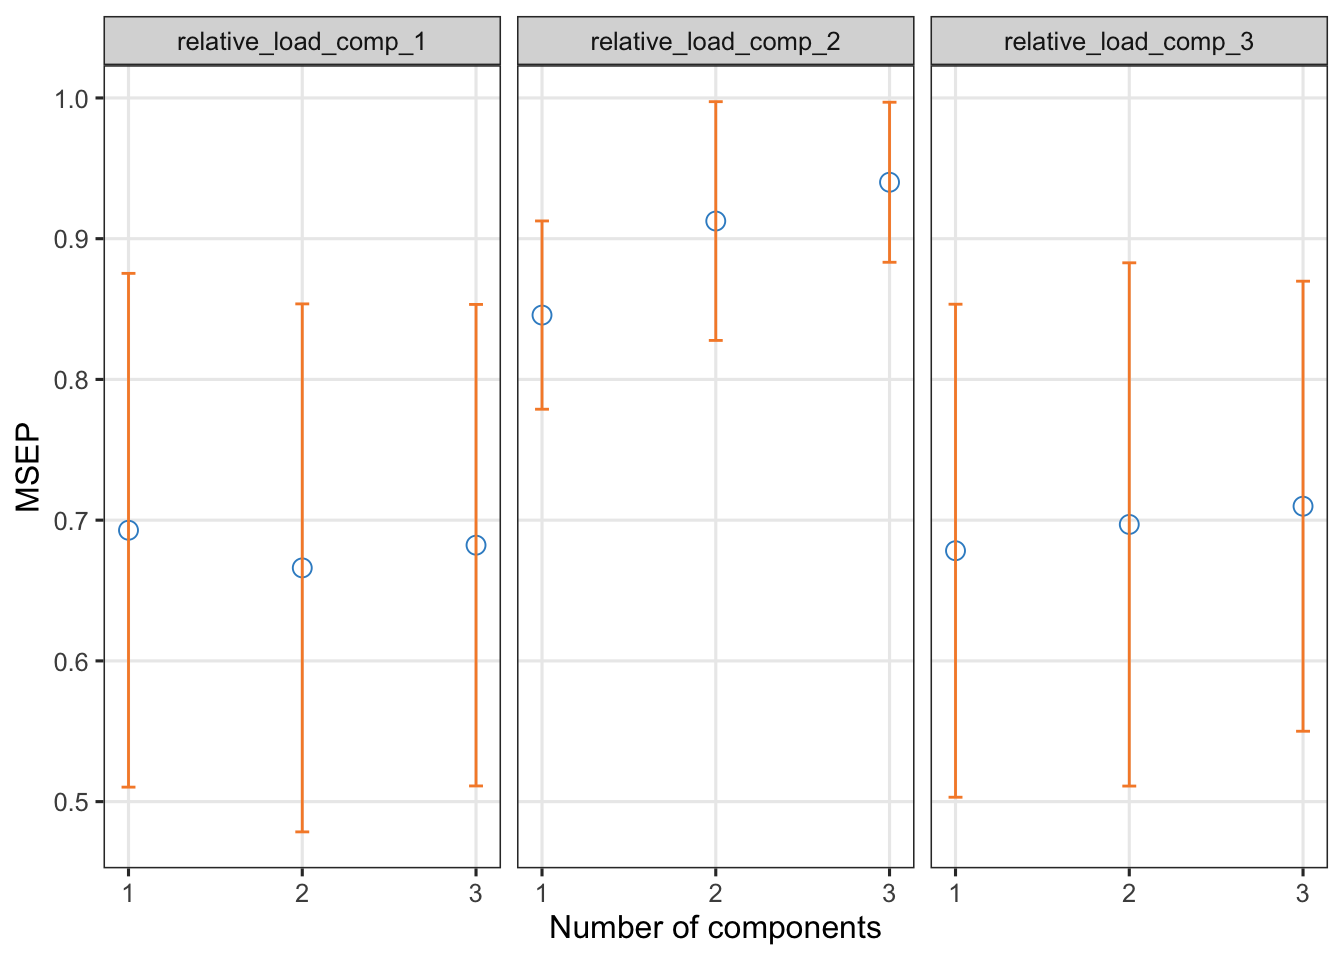 relative_load_comp_1 relative_load_comp_2 relative_load_comp_3
1.0
0.9
0.8
0.7
0.6
0.5
MSEP
1 2 3 1 2 3 1 2 3
Number of components